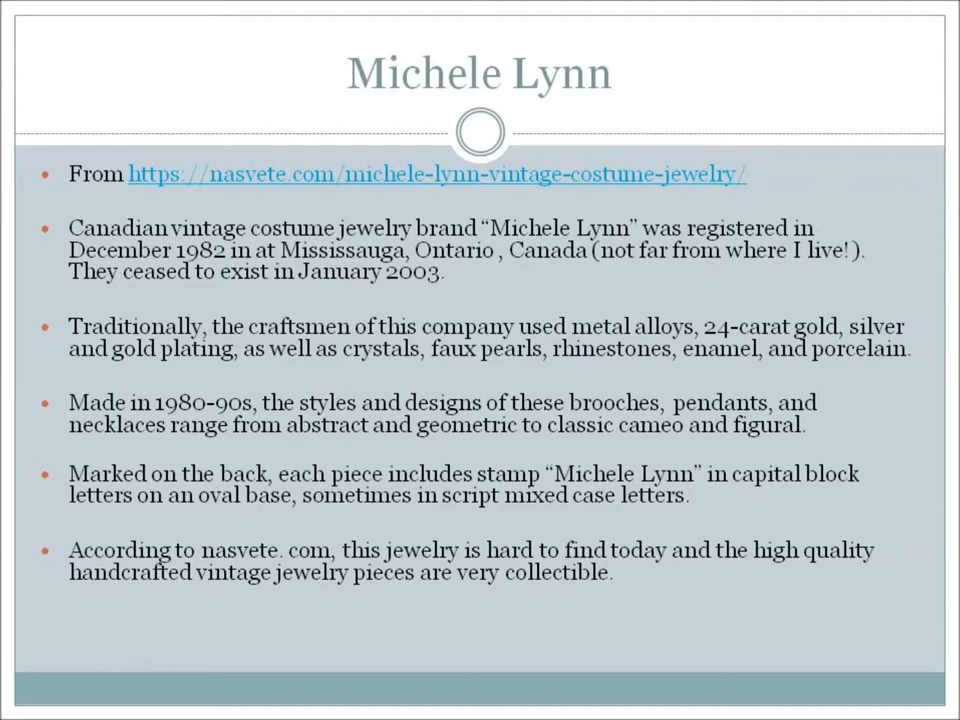 Michele Lynn
• From https://nasvete.com/michele-lynn-vintage-costume-jewelry/
• Canadian vintage costume jewelry brand “Michele Lynn” was registered in
December 1982 in at Mississauga, Ontario , Canada (not far from where I live!).
They ceased to exist in January 2003.
• Traditionally, the craftsmen of this company used metal alloys, 24-carat gold, silver
and gold plating, as well as crystals, faux pearls, rhinestones, enamel, and porcelain.
• Made in 1980-90s, the styles and designs of these brooches, pendants, and
necklaces range from abstract and geometric to classic cameo and figural.
• Marked on the back, each piece includes stamp “Michele Lynn” in capital block
letters on an oval base, sometimes in script mixed case letters.
• According to nasvete. com, this jewelry is hard to find today and the high quality
handcrafted vintage jewelry pieces are very collectible.